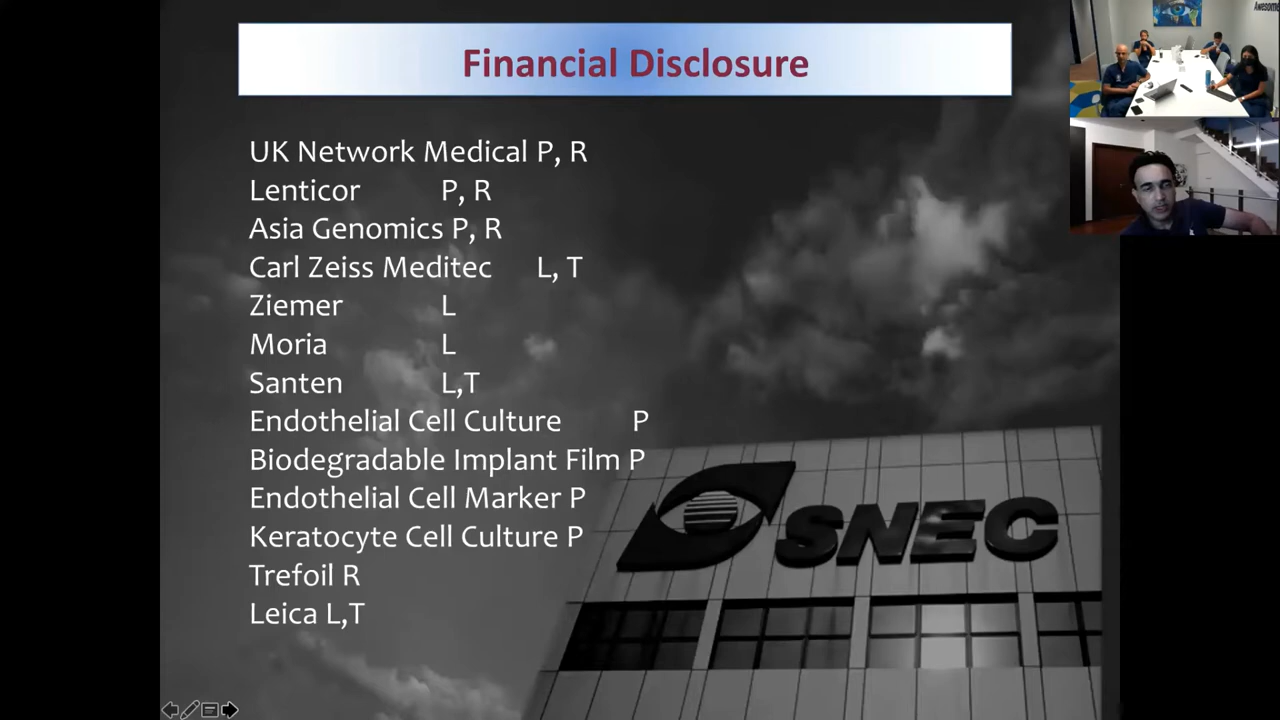 Financial Disclosure
UK Network Medical P, R
Lenticor P, R
Asia Genomics P, R
Carl Zeiss Meditec L, T
Ziemer L
Moria L
Santen L,T
Endothelial Cell Culture P
Biodegradable Implant Film P
Endothelial Cell Marker P
Keratocyte Cell Culture P
Trefoil R
Leica L,T
SNEC
Awesome